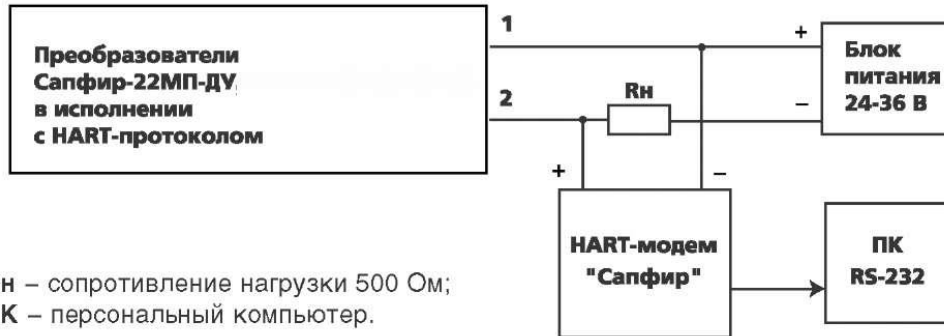 Преобразователи
Сапфир-22МП-ДУ
в исполнении
с HART-протоколом
1
2
Rн
+
–
Блок
питания
24-36 В
+
–
HART-модем
"Сапфир"
ПК
RS-232
н – сопротивление нагрузки 500 Ом;
К – персональный компьютер.